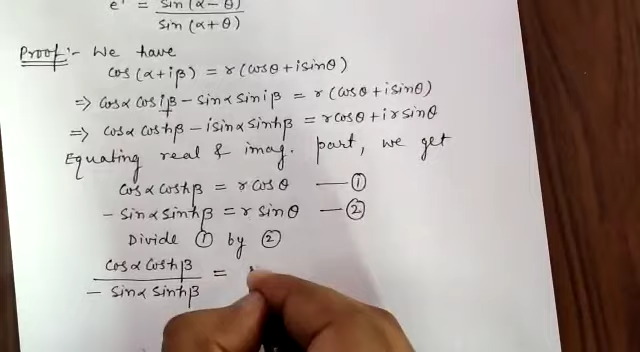 e = sin(α-θ)
sin(α+θ)
Proof:- We have
cos(α+iβ) = r(cosθ+isinθ)
=> cosα cosiβ - sinα siniβ = r(cosθ+isinθ)
=> cosα coshβ - isinα sinhβ = rcosθ+irsinθ
Equating real & imag. part, we get
cosα coshβ = r cosθ —①
- sinα sinhβ = r sinθ —②
Divide ① by ②
cosα coshβ =
- sinα sinhβ